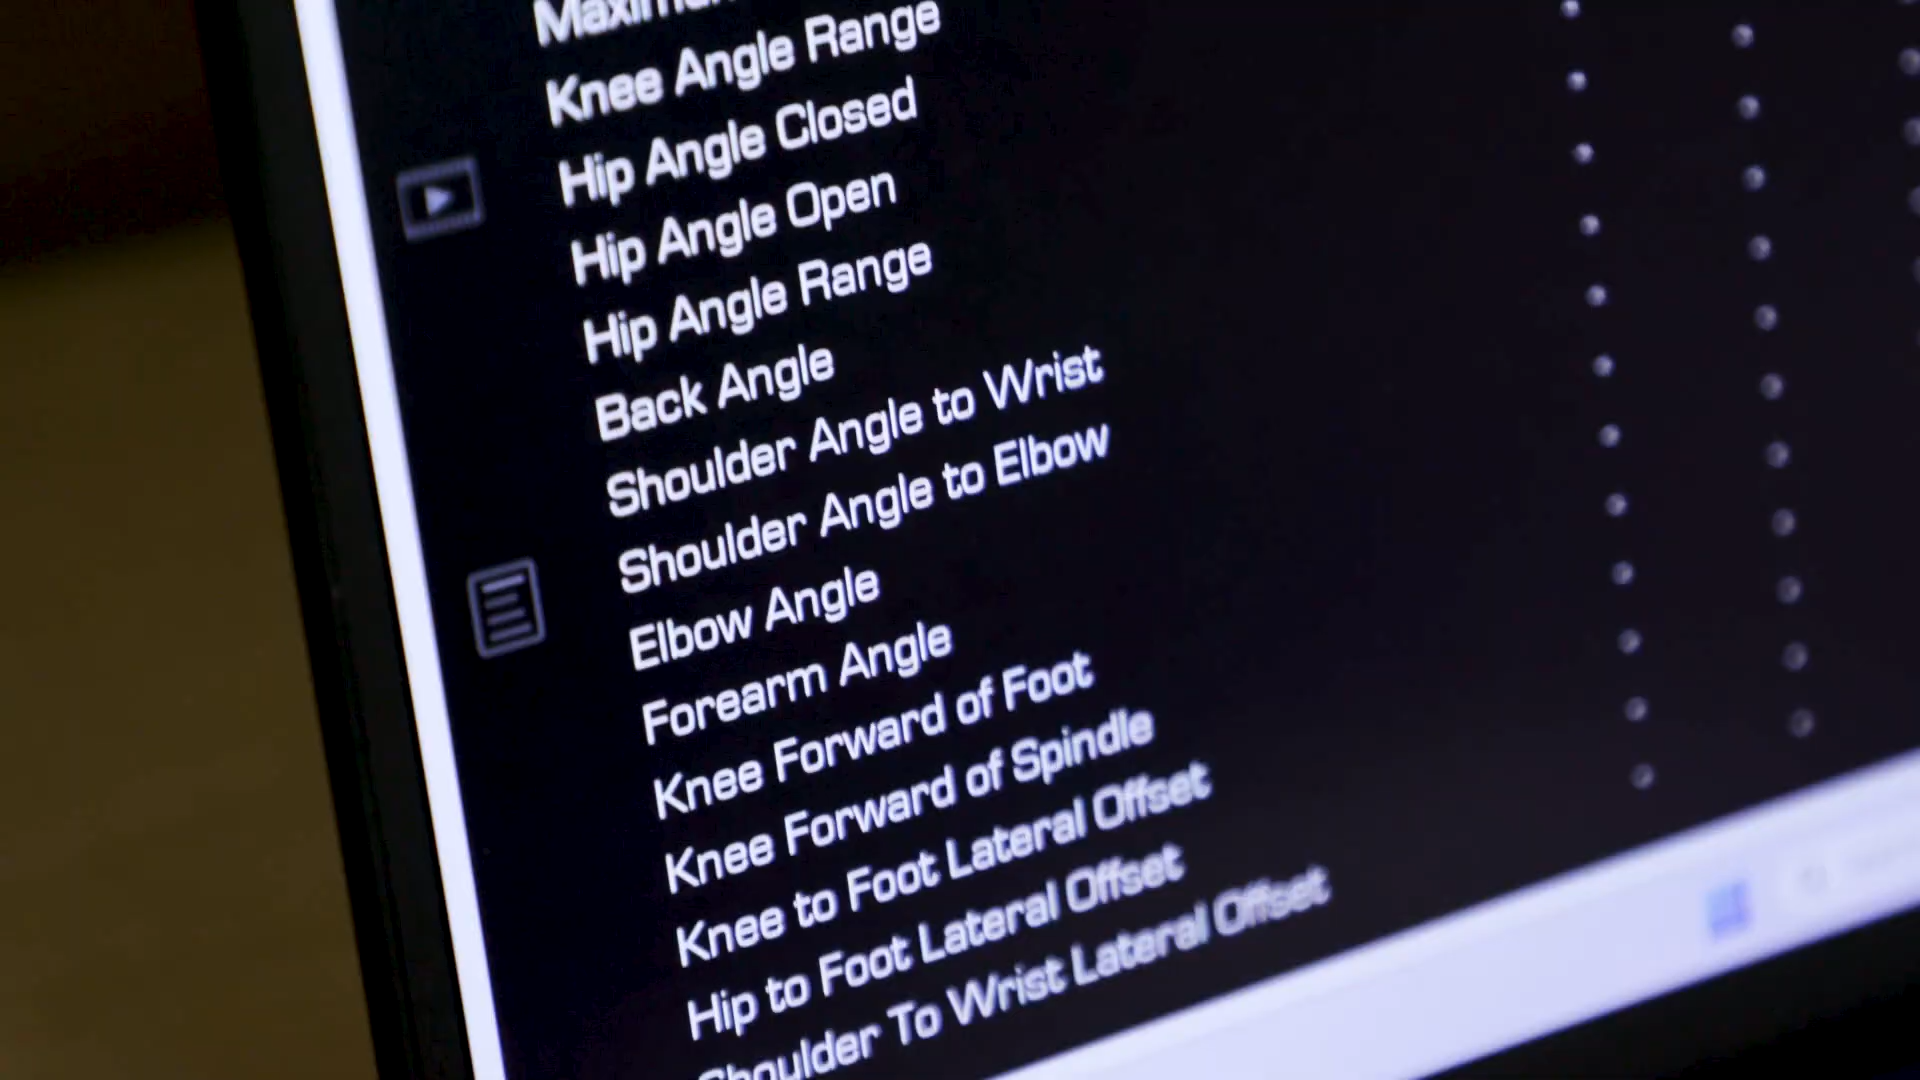 Knee Angle Range
Hip Angle Closed
Hip Angle Open
Hip Angle Range
Back Angle
Shoulder Angle to Wrist
Shoulder Angle to Elbow
Elbow Angle
Forearm Angle
Knee Forward of Foot
Knee Forward of Spindle
Knee to Foot Lateral Offset
Hip to Foot Lateral Offset
Shoulder To Wrist Lateral Offset